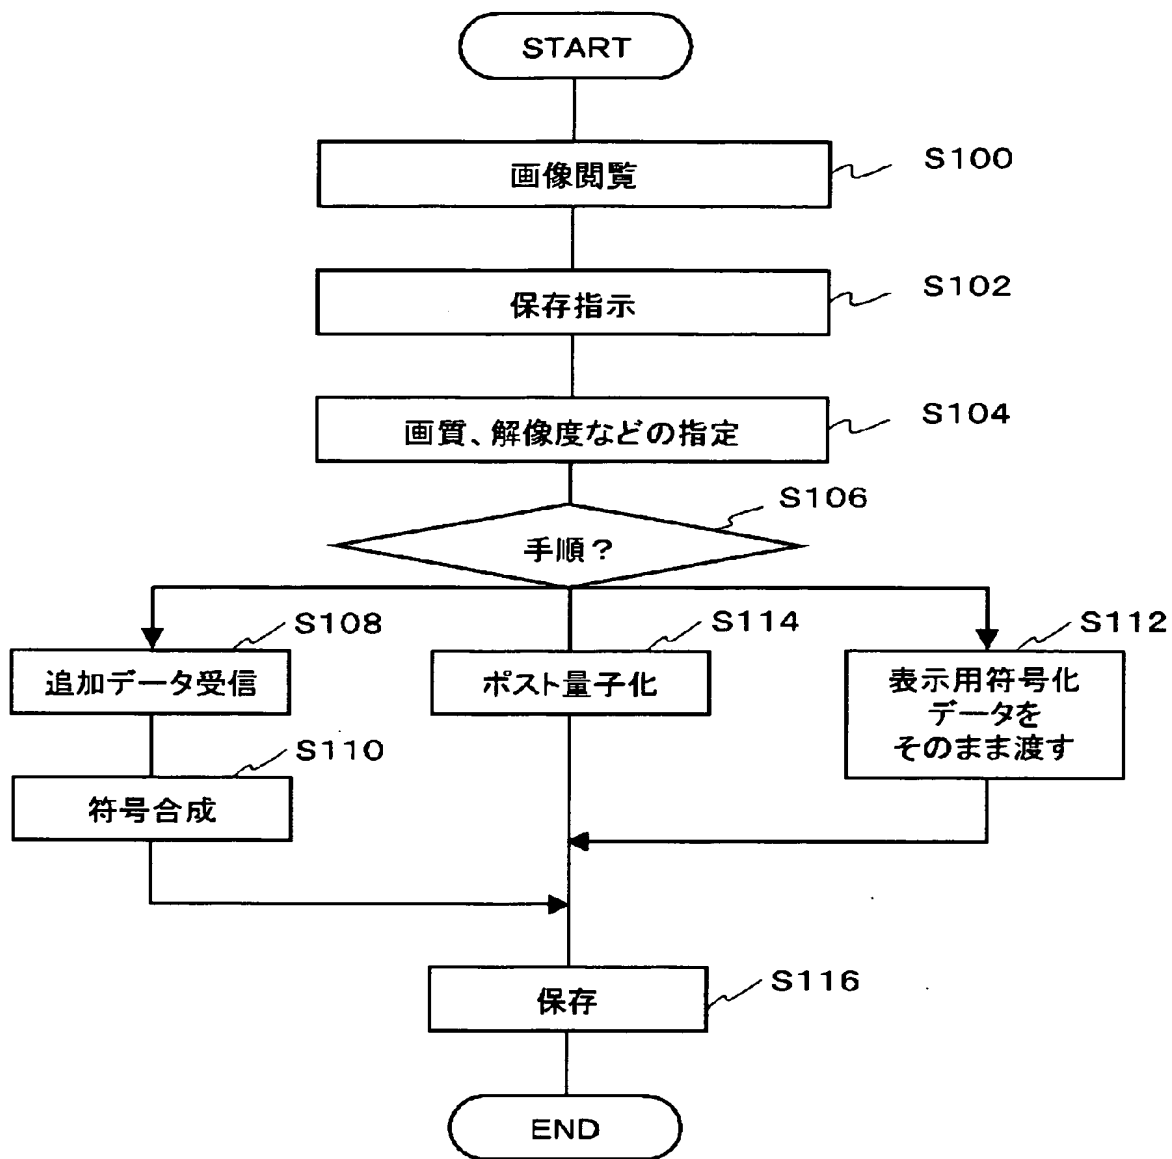 START
画像閲覧
S100
保存指示
S102
画質、解像度などの指定
S104
手順？
S106
追加データ受信
S108
符号合成
S110
ポスト量子化
S114
表示用符号化
データを
そのまま渡す
S112
保存
S116
END